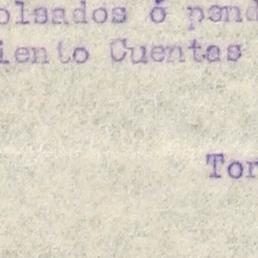 olsados ó pend
iento Cuentas
Tor